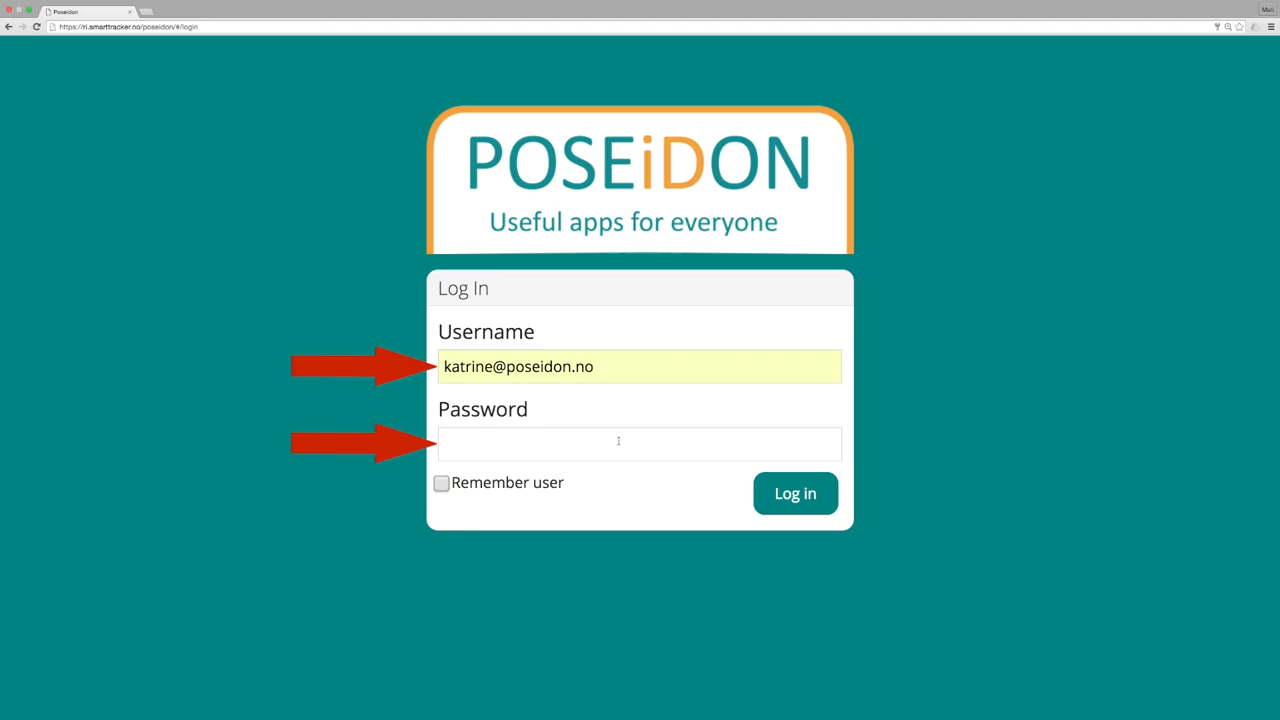 Poseidon
Mari
https://ri.smarttracker.no/poseidon/#/login
POSEiDON
Useful apps for everyone
Log In
Username
katrine@poseidon.no
Password
Remember user
Log in